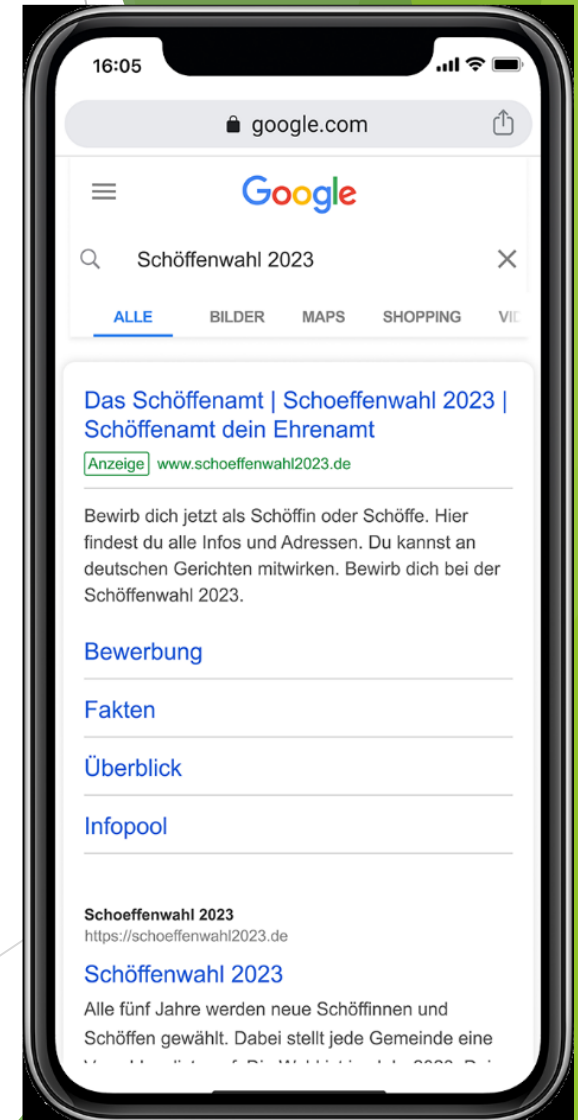 16:05
google.com
Google
Schöffenwahl 2023
ALLE BILDER MAPS SHOPPING
Das Schöffenamt | Schoeffenwahl 2023 |
Schöffenamt dein Ehrenamt
Anzeige www.schoeffenwahl2023.de
Bewirb dich jetzt als Schöffin oder Schöffe. Hier
findest du alle Infos und Adressen. Du kannst an
deutschen Gerichten mitwirken. Bewirb dich bei der
Schöffenwahl 2023.
Bewerbung
Fakten
Überblick
Infopool
Schoeffenwahl 2023
https://schoeffenwahl2023.de
Schöffenwahl 2023
Alle fünf Jahre werden neue Schöffinnen und
Schöffen gewählt. Dabei stellt jede Gemeinde eine